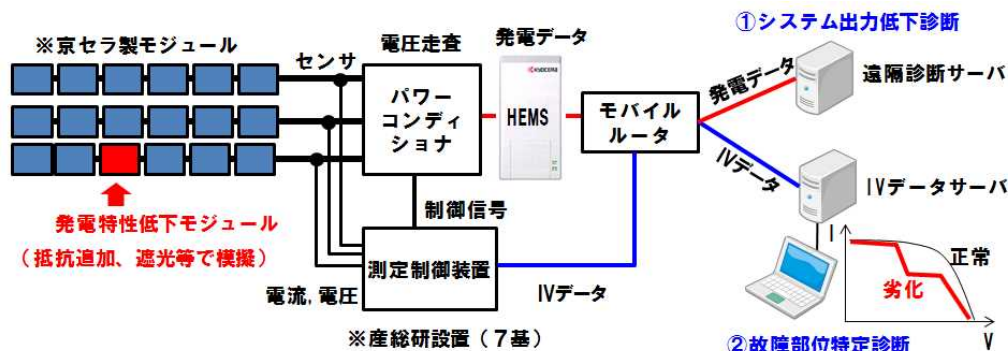 ①システム出力低下診断
※京セラ製モジュール
センサ
電圧走査
発電データ
パワー
コンディ
ショナ
KYOCERA
HEMS
モバイル
ルータ
発電データ
遠隔診断サーバ
IVデータ
IVデータサーバ
発電特性低下モジュール
(抵抗追加、遮光等で模擬)
制御信号
測定制御装置
電流,電圧
IVデータ
※産総研設置(7基)
I
正常
劣化
V
②故障部位特定診断